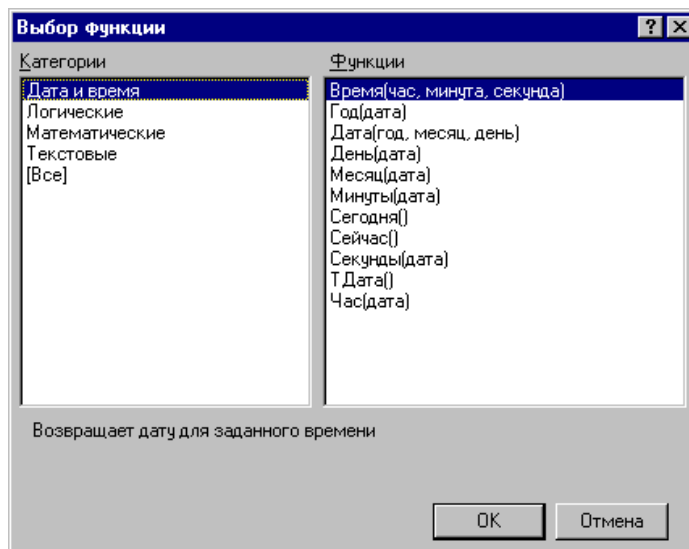 Выбор функции
Категории
Дата и время
Логические
Математические
Текстовые
[Все]
Функции
Время(час, минута, секунда)
Год(дата)
Дата(год, месяц, день)
День(дата)
Месяц(дата)
Минуты(дата)
Сегодня()
Сейчас()
Секунды(дата)
ТДата()
Час(дата)
Возвращает дату для заданного времени
OK
Отмена